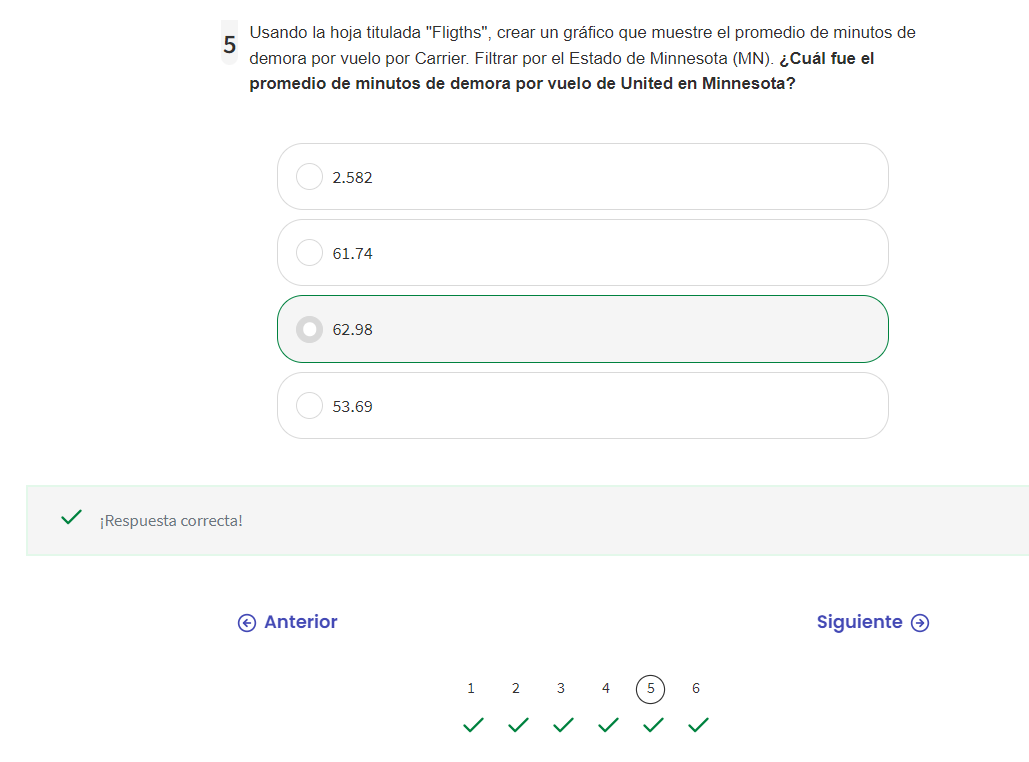 5
Usando la hoja titulada "Fligths", crear un gráfico que muestre el promedio de minutos de
demora por vuelo por Carrier. Filtrar por el Estado de Minnesota (MN). ¿Cuál fue el
promedio de minutos de demora por vuelo de United en Minnesota?
2.582
61.74
62.98
53.69
¡Respuesta correcta!
Anterior
Siguiente
1 2 3 4 5 6